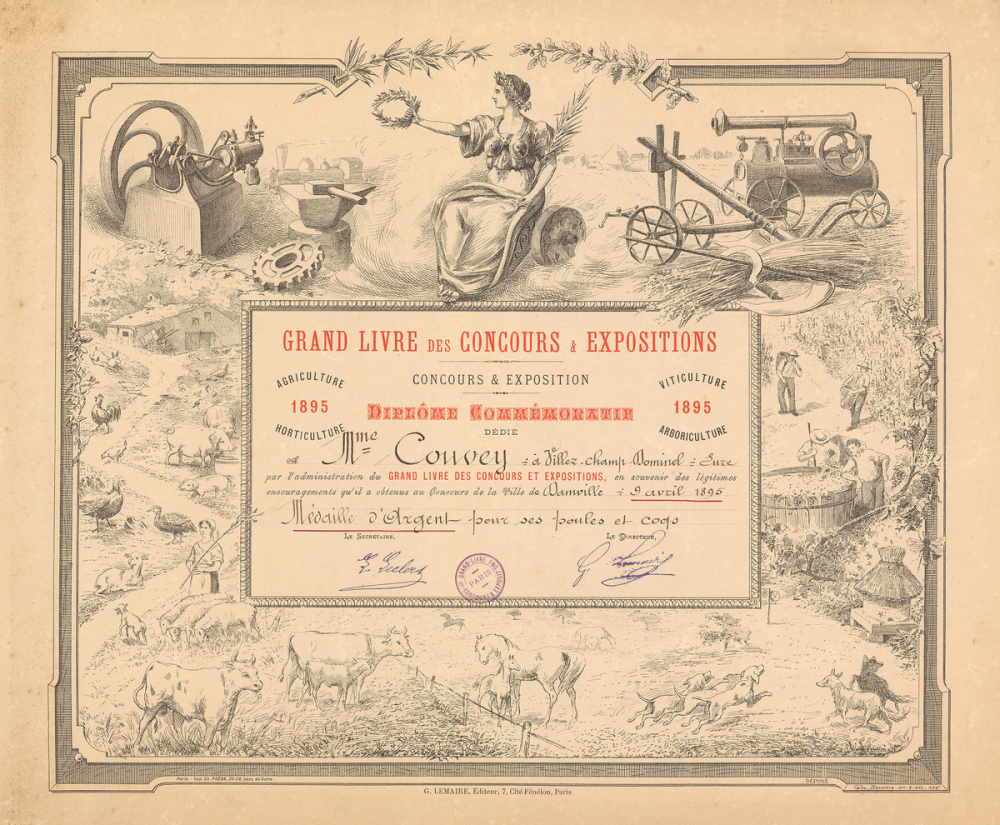 GRAND LIVRE DES CONCOURS & EXPOSITIONS
CONCOURS & EXPOSITION
AGRICULTURE
1895
HORTICULTURE
VITICULTURE
1895
ARBORICULTURE
DIPLÔME COMMÉMORATIF
DÉDIÉ
A Mme Couvey = à Villez-Champ-Dominel = Eure
par l'administration du GRAND LIVRE DES CONCOURS ET EXPOSITIONS, en souvenir des légitimes
encouragements qu'il a obtenus au Concours de la Ville de Damville = 9 avril 1895
Médaille d'Argent pour ses poules et coqs
LE SECRÉTAIRE,
LE DIRECTEUR,
PARIS
DÉPOSÉ
G. LEMAIRE, Éditeur, 7, Cité Fénélon, Paris